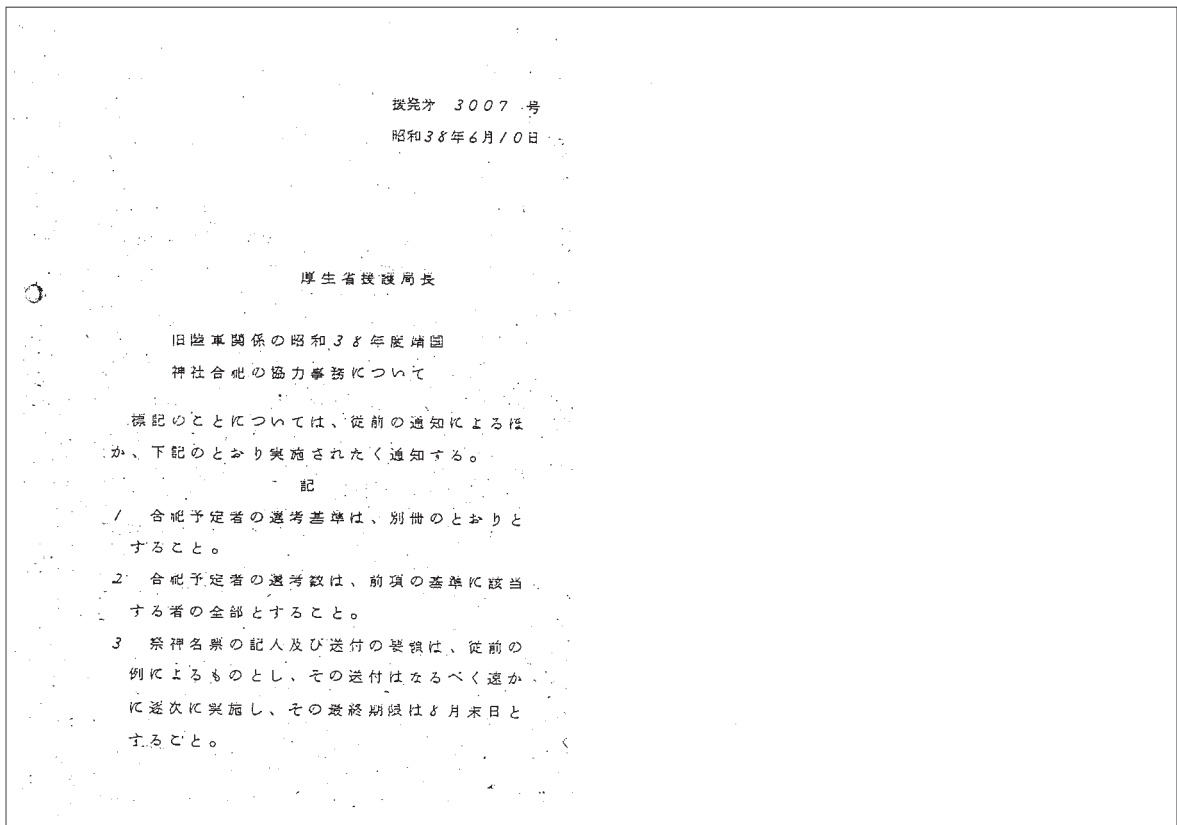 援発才 3007 号
昭和38年6月10日
厚生省援護局長
旧陸軍関係の昭和38年度靖国
神社合祀の協力事務について
標記のことについては、従前の通知によるほ
か、下記のとおり実施されたく通知する。
記
1 合祀予定者の選考基準は、別冊のとおりと
すること。
2 合祀予定者の選考数は、前項の基準に該当
する者の全部とすること。
3 祭神名票の記入及び送付の要領は、従前の
例によるものとし、その送付はなるべく速か
に逐次に実施し、その最終期限は8月末日と
すること。